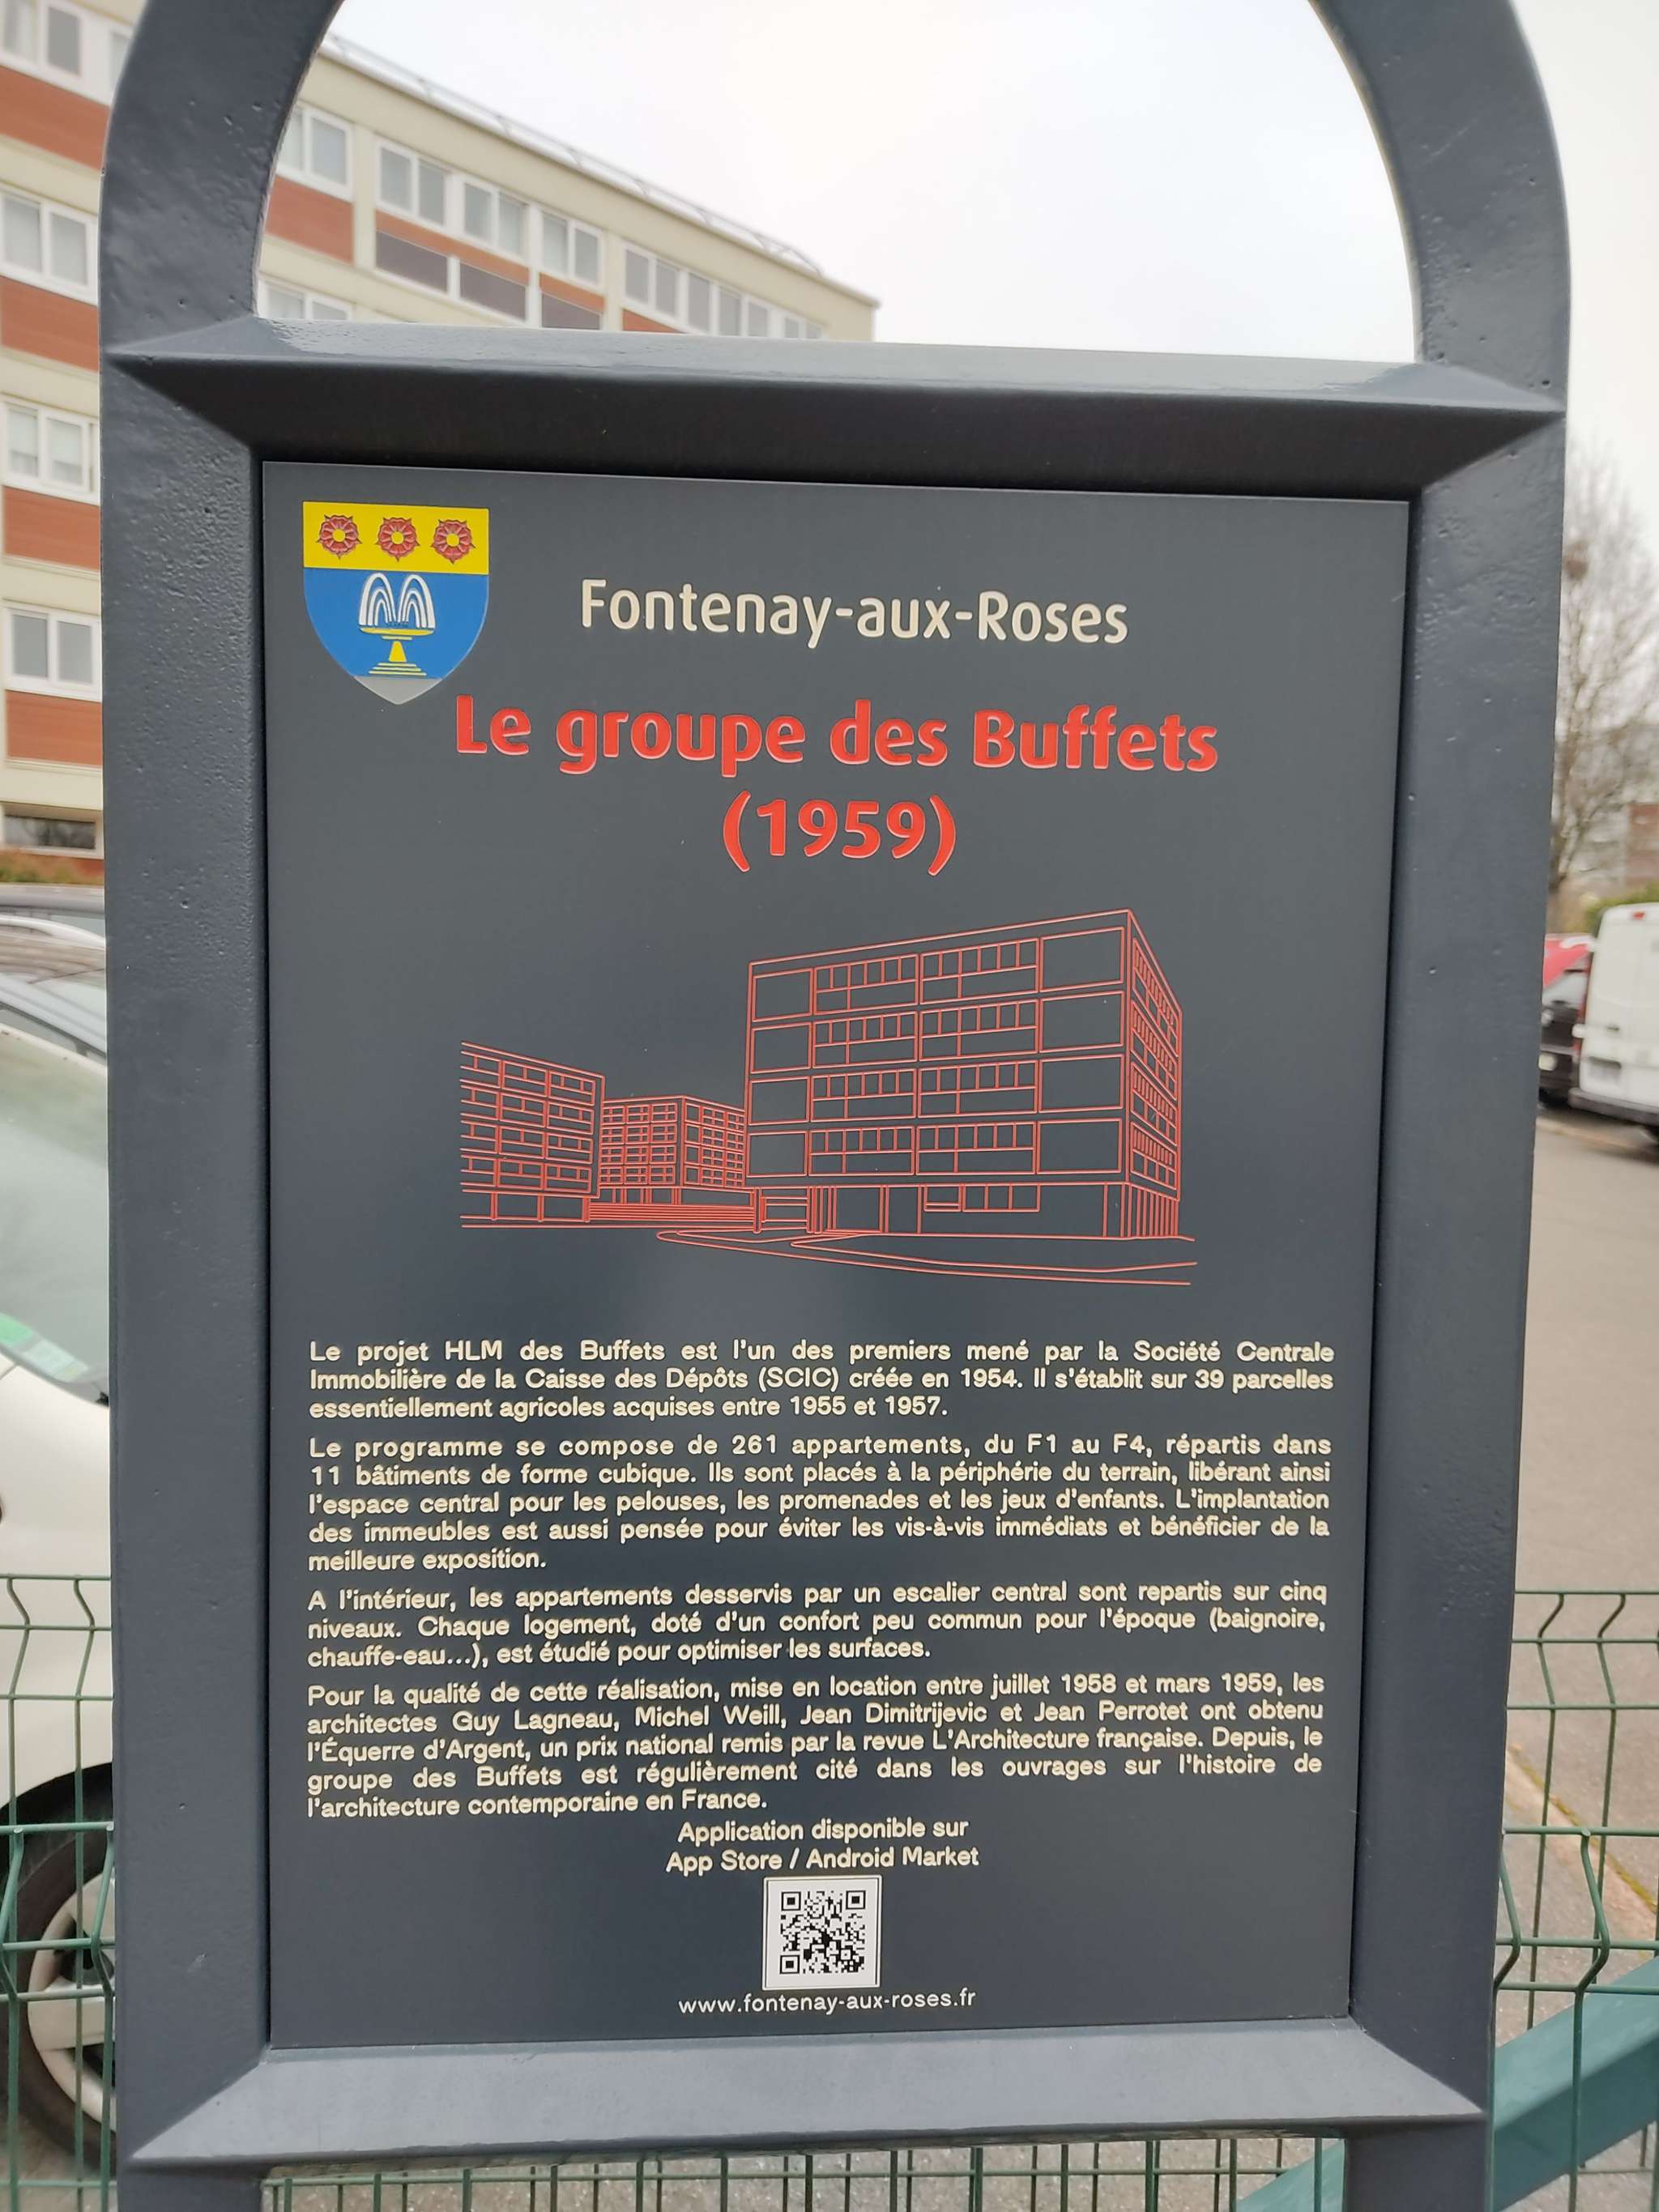 Fontenay-aux-Roses
Le groupe des Buffets
(1959)
Le projet HLM des Buffets est l'un des premiers mené par la Société Centrale
Immobilière de la Caisse des Dépôts (SCIC) créée en 1954. Il s'établit sur 39 parcelles
essentiellement agricoles acquises entre 1955 et 1957.
Le programme se compose de 261 appartements, du F1 au F4, répartis dans
11 bâtiments de forme cubique. Ils sont placés à la périphérie du terrain, libérant ainsi
l'espace central pour les pelouses, les promenades et les jeux d'enfants. L'implantation
des immeubles est aussi pensée pour éviter les vis-à-vis immédiats et bénéficier de la
meilleure exposition.
A l'intérieur, les appartements desservis par un escalier central sont repartis sur cinq
niveaux. Chaque logement, doté d'un confort peu commun pour l'époque (baignoire,
chauffe-eau...), est étudié pour optimiser les surfaces.
Pour la qualité de cette réalisation, mise en location entre juillet 1958 et mars 1959, les
architectes Guy Lagneau, Michel Weill, Jean Dimitrijevic et Jean Perrotet ont obtenu
l'Équerre d'Argent, un prix national remis par la revue L'Architecture française. Depuis, le
groupe des Buffets est régulièrement cité dans les ouvrages sur l'histoire de
l'architecture contemporaine en France.
Application disponible sur
App Store / Android Market
www.fontenay-aux-roses.fr